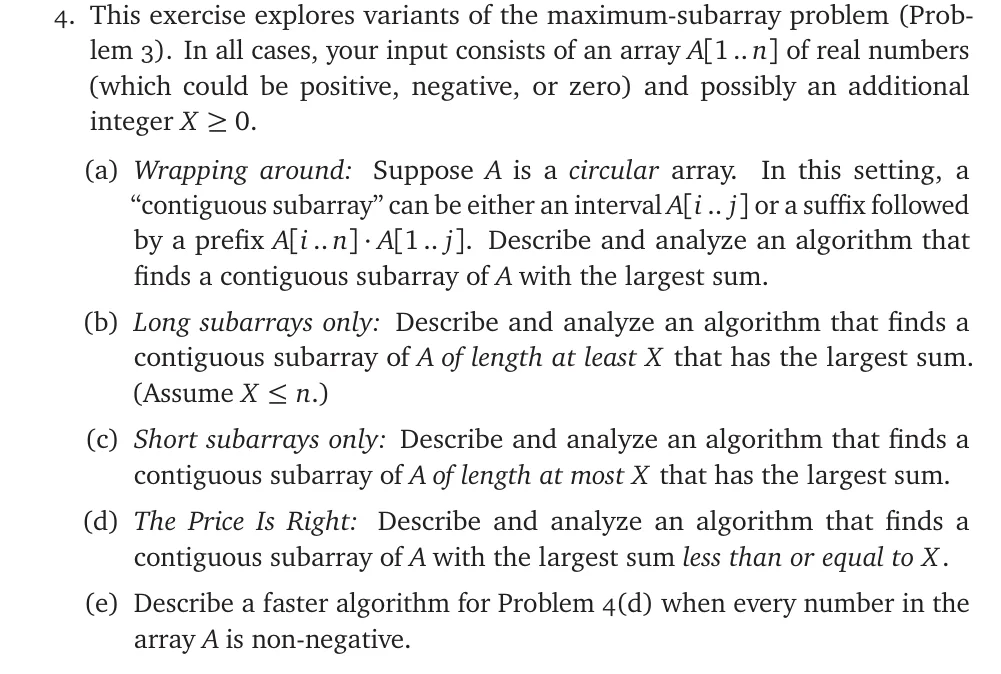 4. This exercise explores variants of the maximum-subarray problem (Prob-
lem 3). In all cases, your input consists of an array A[1 .. n] of real numbers
(which could be positive, negative, or zero) and possibly an additional
integer X ≥ 0.
(a) Wrapping around: Suppose A is a circular array. In this setting, a
“contiguous subarray” can be either an interval A[i .. j] or a suffix followed
by a prefix A[i .. n] · A[1 .. j]. Describe and analyze an algorithm that
finds a contiguous subarray of A with the largest sum.
(b) Long subarrays only: Describe and analyze an algorithm that finds a
contiguous subarray of A of length at least X that has the largest sum.
(Assume X ≤ n.)
(c) Short subarrays only: Describe and analyze an algorithm that finds a
contiguous subarray of A of length at most X that has the largest sum.
(d) The Price Is Right: Describe and analyze an algorithm that finds a
contiguous subarray of A with the largest sum less than or equal to X.
(e) Describe a faster algorithm for Problem 4(d) when every number in the
array A is non-negative.